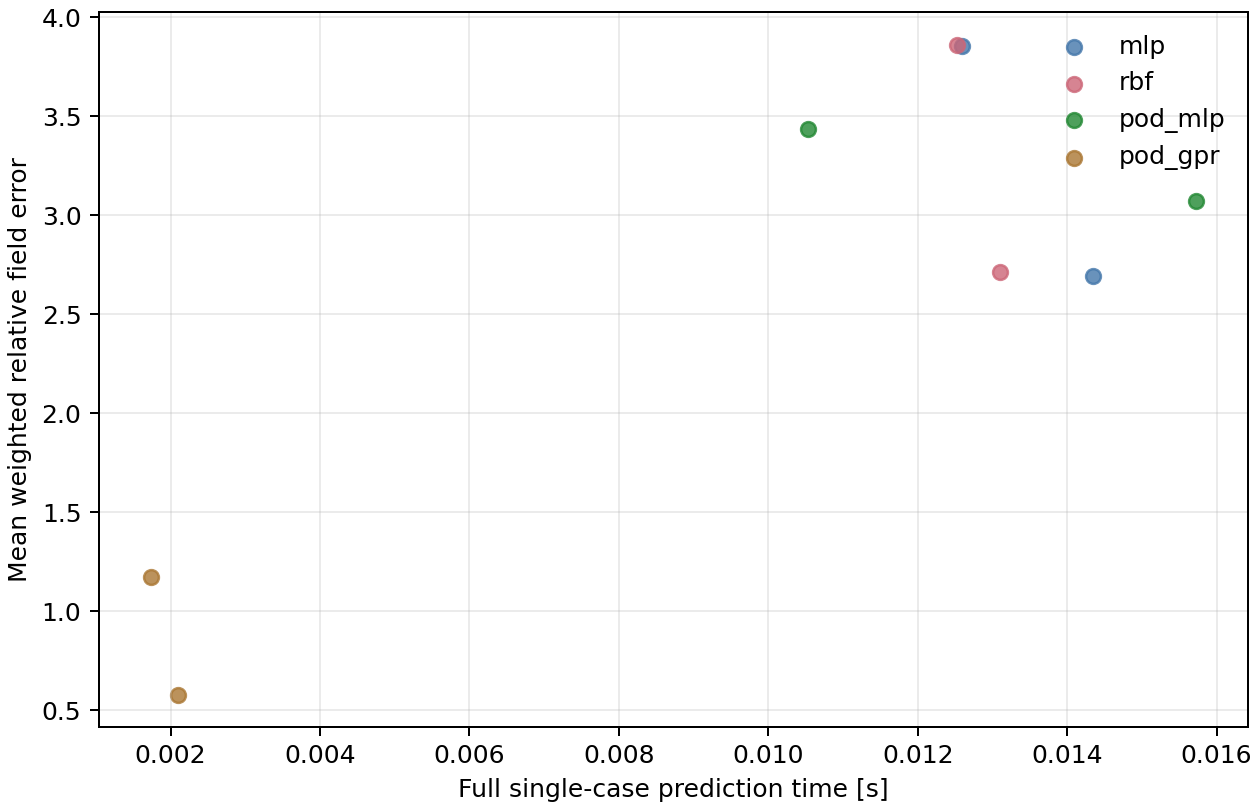 4.0
3.5
3.0
2.5
2.0
1.5
1.0
0.5
Mean weighted relative field error
mlp
rbf
pod_mlp
pod_gpr
0.002 0.004 0.006 0.008 0.010 0.012 0.014 0.016
Full single-case prediction time [s]